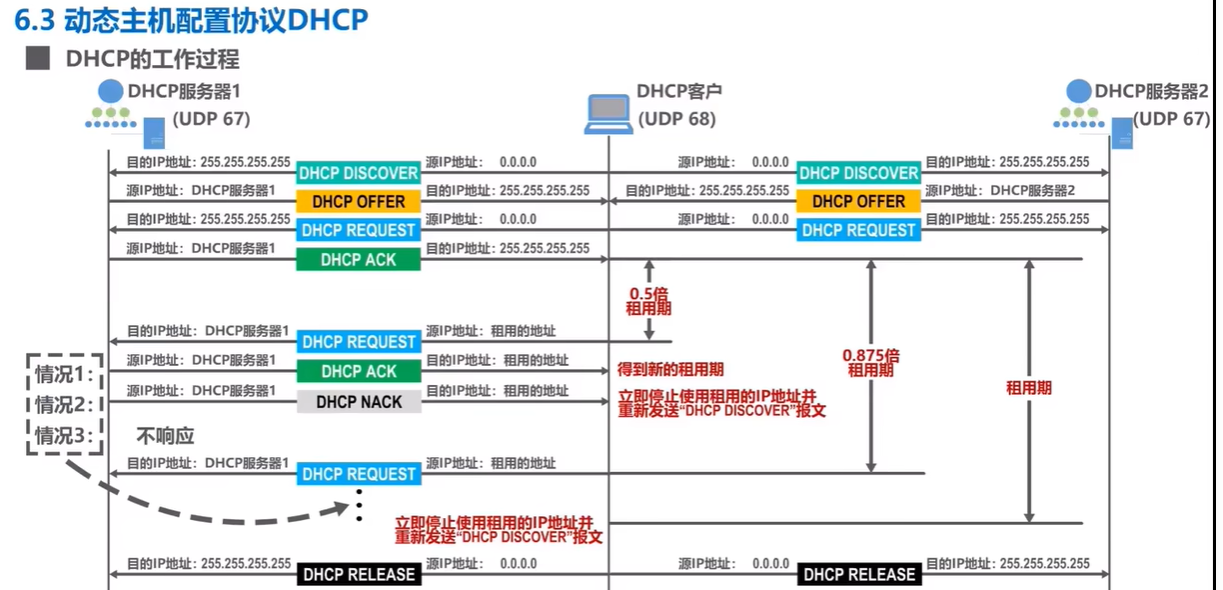 6.3 动态主机配置协议DHCP
DHCP的工作过程
DHCP服务器1
(UDP 67)
DHCP客户
(UDP 68)
DHCP服务器2
(UDP 67)
目的IP地址: 255.255.255.255 DHCP DISCOVER 源IP地址: 0.0.0.0 源IP地址: 0.0.0.0 DHCP DISCOVER 目的IP地址: 255.255.255.255
源IP地址: DHCP服务器1 DHCP OFFER 目的IP地址: 255.255.255.255 目的IP地址: 255.255.255.255 DHCP OFFER 源IP地址: DHCP服务器2
目的IP地址: 255.255.255.255 DHCP REQUEST 源IP地址: 0.0.0.0 源IP地址: 0.0.0.0 DHCP REQUEST 目的IP地址: 255.255.255.255
源IP地址: DHCP服务器1 DHCP ACK 目的IP地址: 255.255.255.255
0.5倍
租用期
目的IP地址: DHCP服务器1 DHCP REQUEST 源IP地址: 租用的地址
0.875倍
租用期
租用期
情况1: 源IP地址: DHCP服务器1 DHCP ACK 目的IP地址: 租用的地址 得到新的租用期
情况2: 源IP地址: DHCP服务器1 DHCP NACK 目的IP地址: 租用的地址 立即停止使用租用的IP地址并
重新发送“DHCP DISCOVER”报文
情况3: 不响应
目的IP地址: DHCP服务器1 DHCP REQUEST 源IP地址: 租用的地址
立即停止使用租用的IP地址并
重新发送“DHCP DISCOVER”报文
目的IP地址: 255.255.255.255 DHCP RELEASE 源IP地址: 0.0.0.0 源IP地址: 0.0.0.0 DHCP RELEASE 目的IP地址: 255.255.255.255